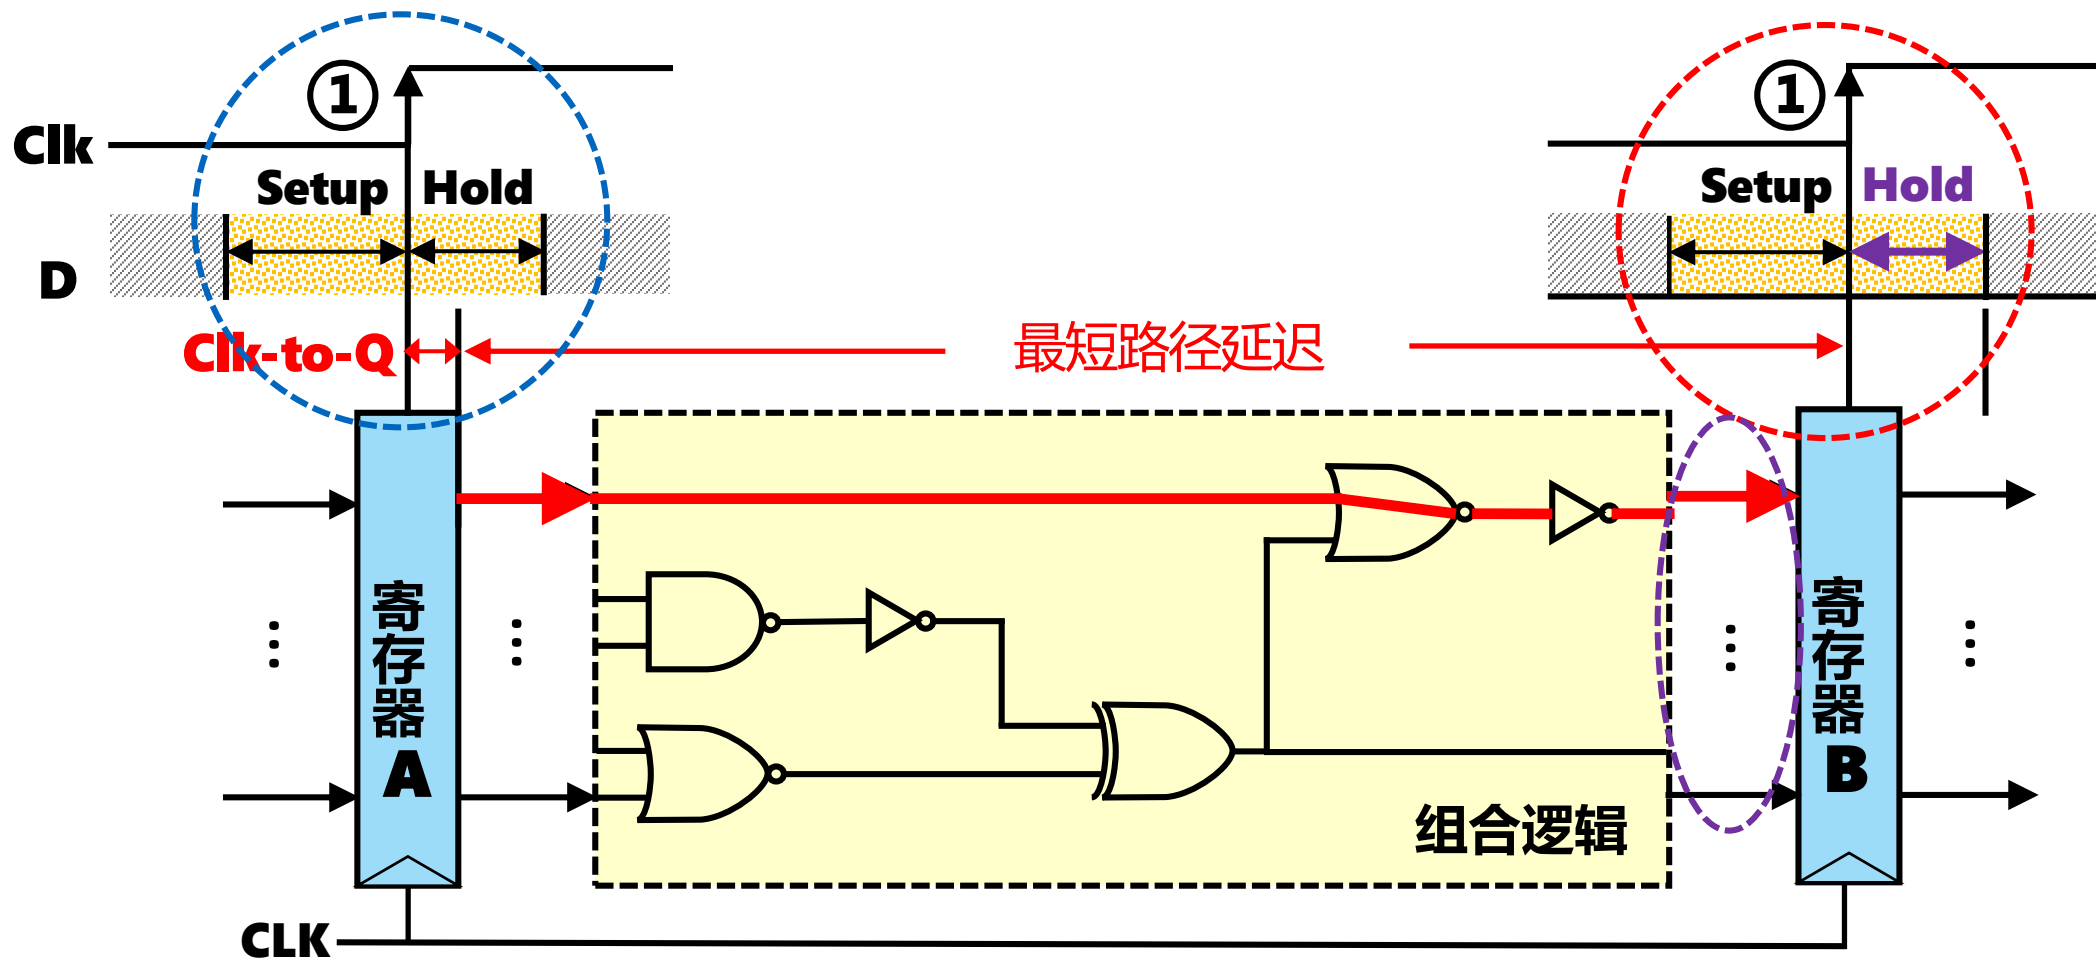 ①
①
Clk
Setup
Hold
Setup
Hold
D
Clk-to-Q
最短路径延迟
寄存器A
寄存器B
组合逻辑
CLK